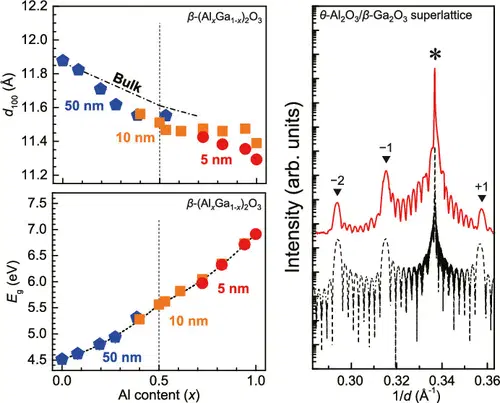 β-(AlxGa1-x)2O3
12.2
12.0
11.8
11.6
11.4
11.2
d100 (Å)
Bulk
50 nm
10 nm
5 nm
β-(AlxGa1-x)2O3
7.5
7.0
6.5
6.0
5.5
5.0
4.5
Eg (eV)
5 nm
10 nm
50 nm
0.0 0.2 0.4 0.5 0.6 0.8 1.0
Al content (x)
θ-Al2O3/β-Ga2O3 superlattice
Intensity (arb. units)
*
−2
−1
+1
0.30 0.32 0.34 0.36
1/d (Å-1)